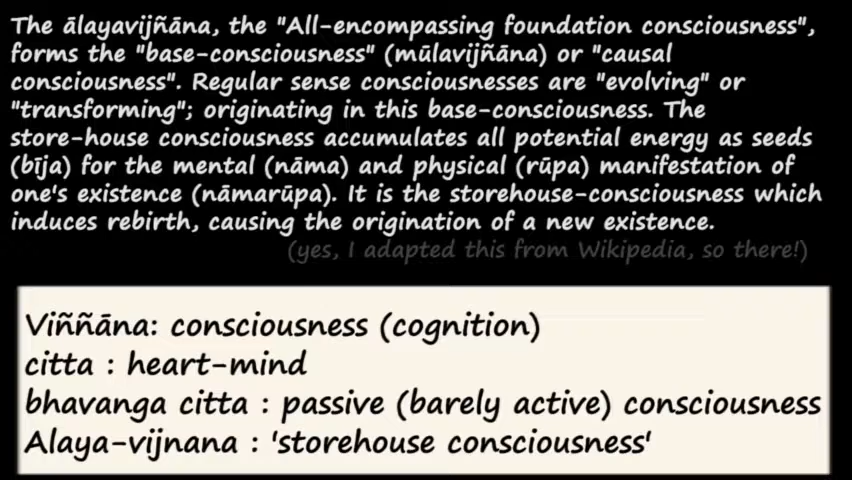 The ālayavijñāna, the "All-encompassing foundation consciousness",
forms the "base-consciousness" (mūlavijñāna) or "causal
consciousness". Regular sense consciousnesses are "evolving" or
"transforming"; originating in this base-consciousness. The
store-house consciousness accumulates all potential energy as seeds
(bīja) for the mental (nāma) and physical (rūpa) manifestation of
one's existence (nāmarūpa). It is the storehouse-consciousness which
induces rebirth, causing the origination of a new existence.
(yes, I adapted this from Wikipedia, so there!)
Viññāna: consciousness (cognition)
citta : heart-mind
bhavanga citta : passive (barely active) consciousness
Alaya-vijnana : 'storehouse consciousness'